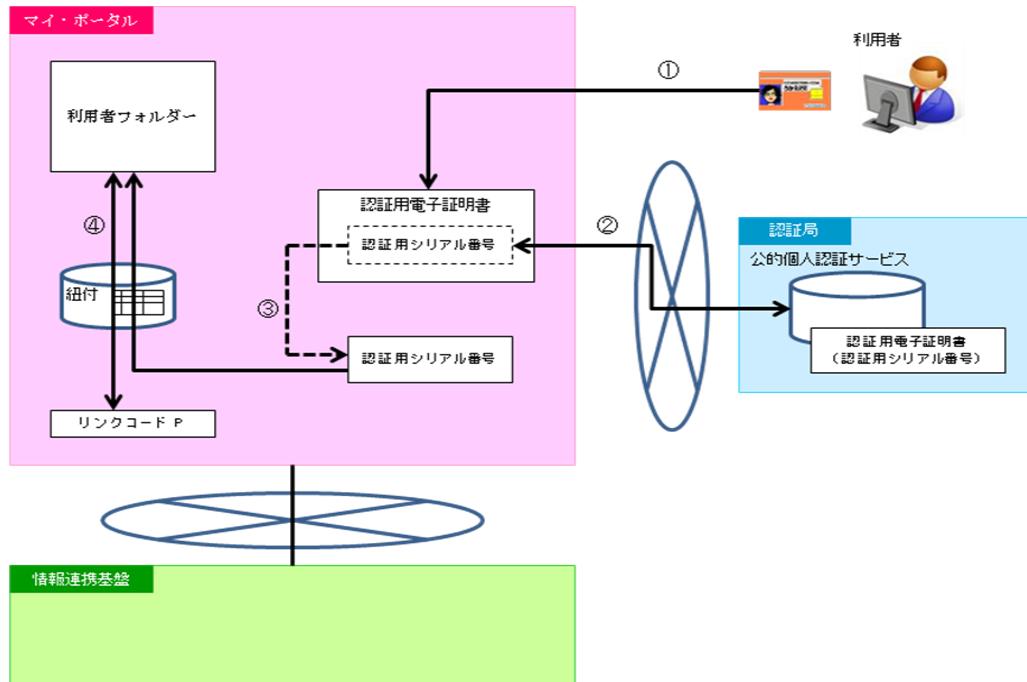 マイ・ポータル
利用者
①
利用者フォルダー
認証用電子証明書
④
②
認証用シリアル番号
認証局
公的個人認証サービス
紐付
③
認証用電子証明書
(認証用シリアル番号)
認証用シリアル番号
リンクコード P
情報連携基盤